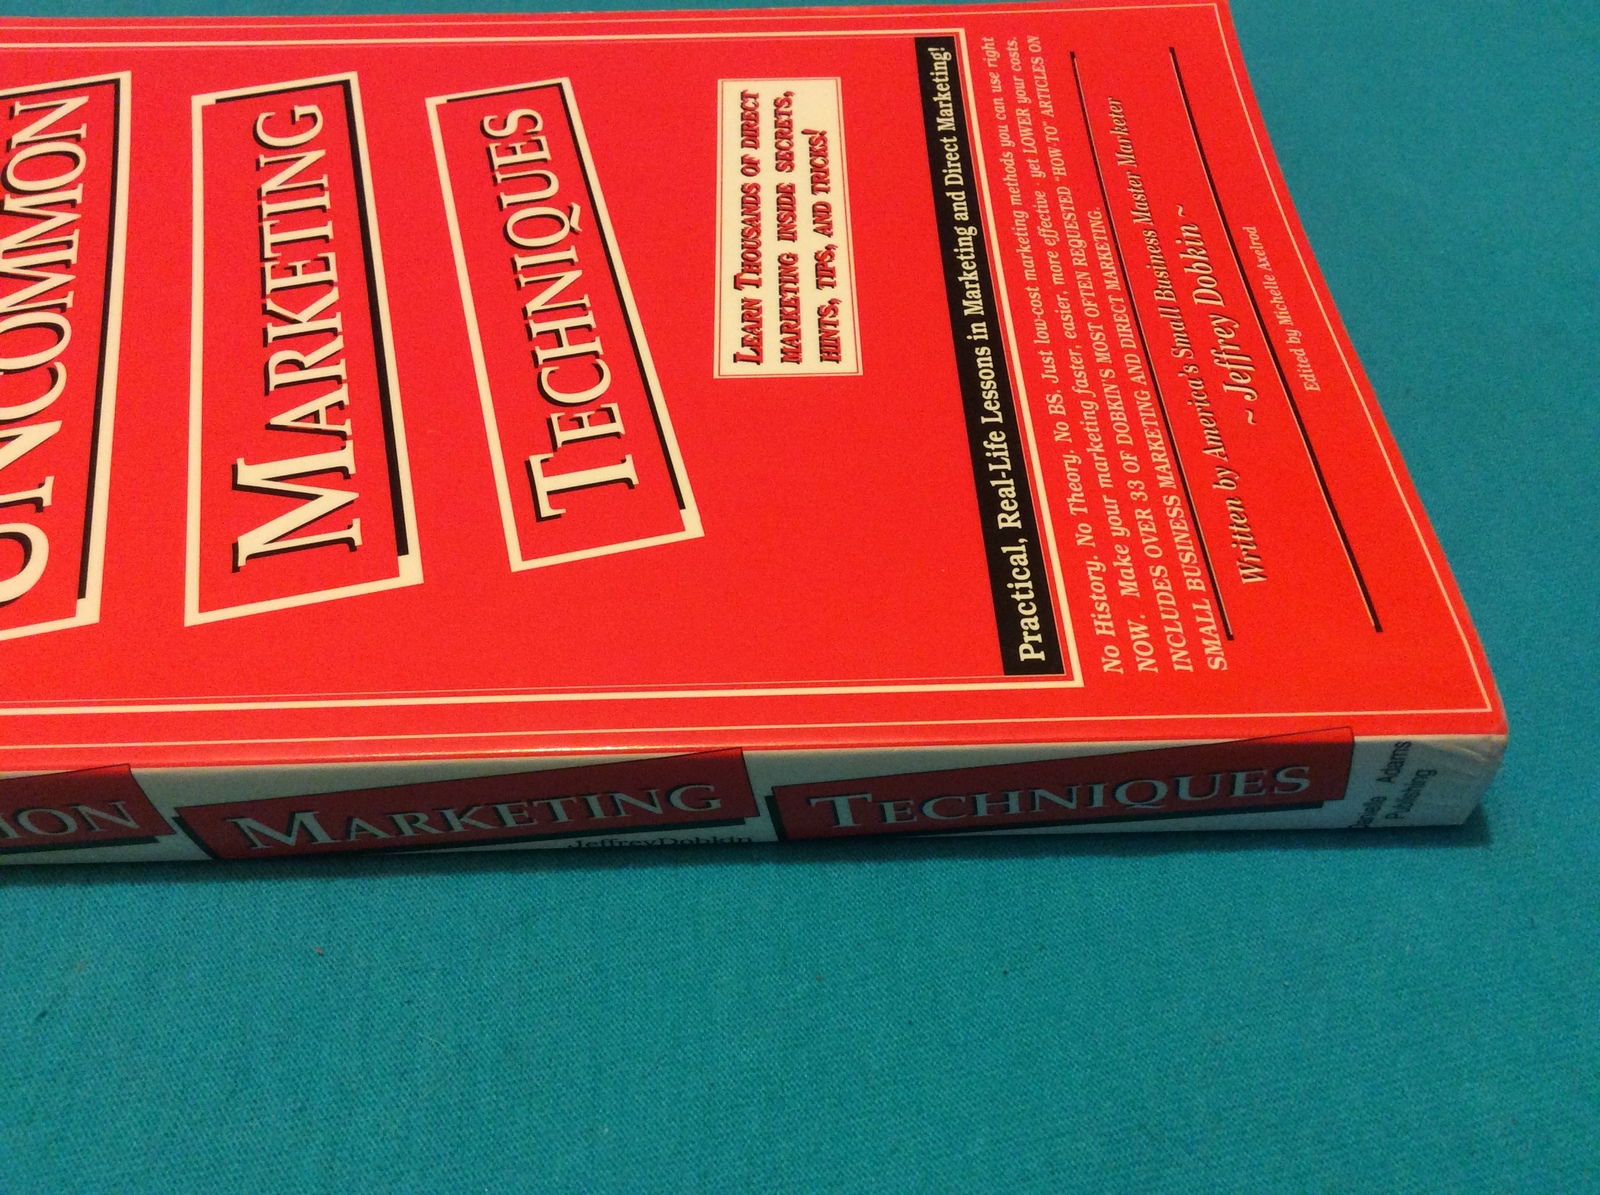 UNCOMMON
MARKETING
TECHNIQUES
LEARN THOUSANDS OF DIRECT
MARKETING INSIDE SECRETS,
HINTS, TIPS, AND TRICKS!
Practical, Real-Life Lessons in Marketing and Direct Marketing!
No History. No Theory. No BS. Just low-cost marketing methods you can use right
NOW. Make your marketing faster, easier, more effective - yet LOWER your costs.
INCLUDES OVER 33 OF DOBKIN'S MOST OFTEN REQUESTED "HOW-TO" ARTICLES ON
SMALL BUSINESS MARKETING AND DIRECT MARKETING.
Written by America's Small Business Master Marketer
~ Jeffrey Dobkin ~
Edited by Michelle Axelrod
MARKETING
TECHNIQUES
Jeffrey Dobkin
Danielle Adams
Publishing